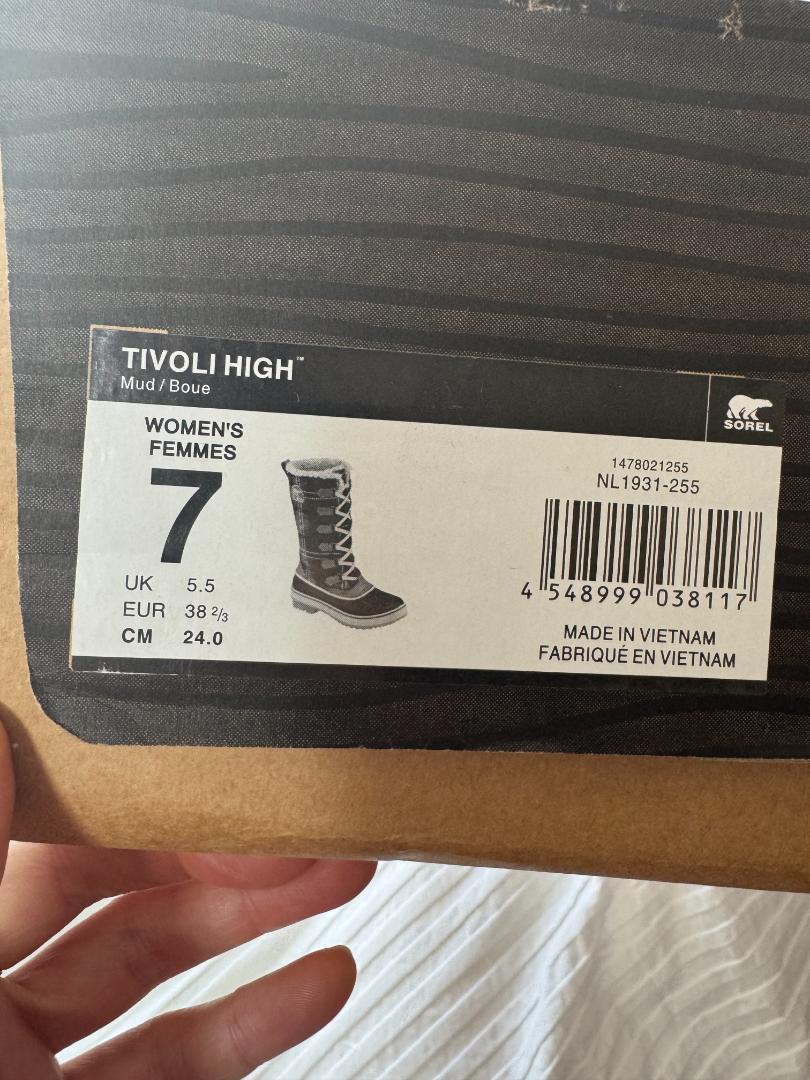 TIVOLI HIGH™
Mud / Boue
SOREL
WOMEN'S
FEMMES
7
UK 5.5
EUR 38 2/3
CM 24.0
1478021255
NL1931-255
4 548999 038117
MADE IN VIETNAM
FABRIQUÉ EN VIETNAM